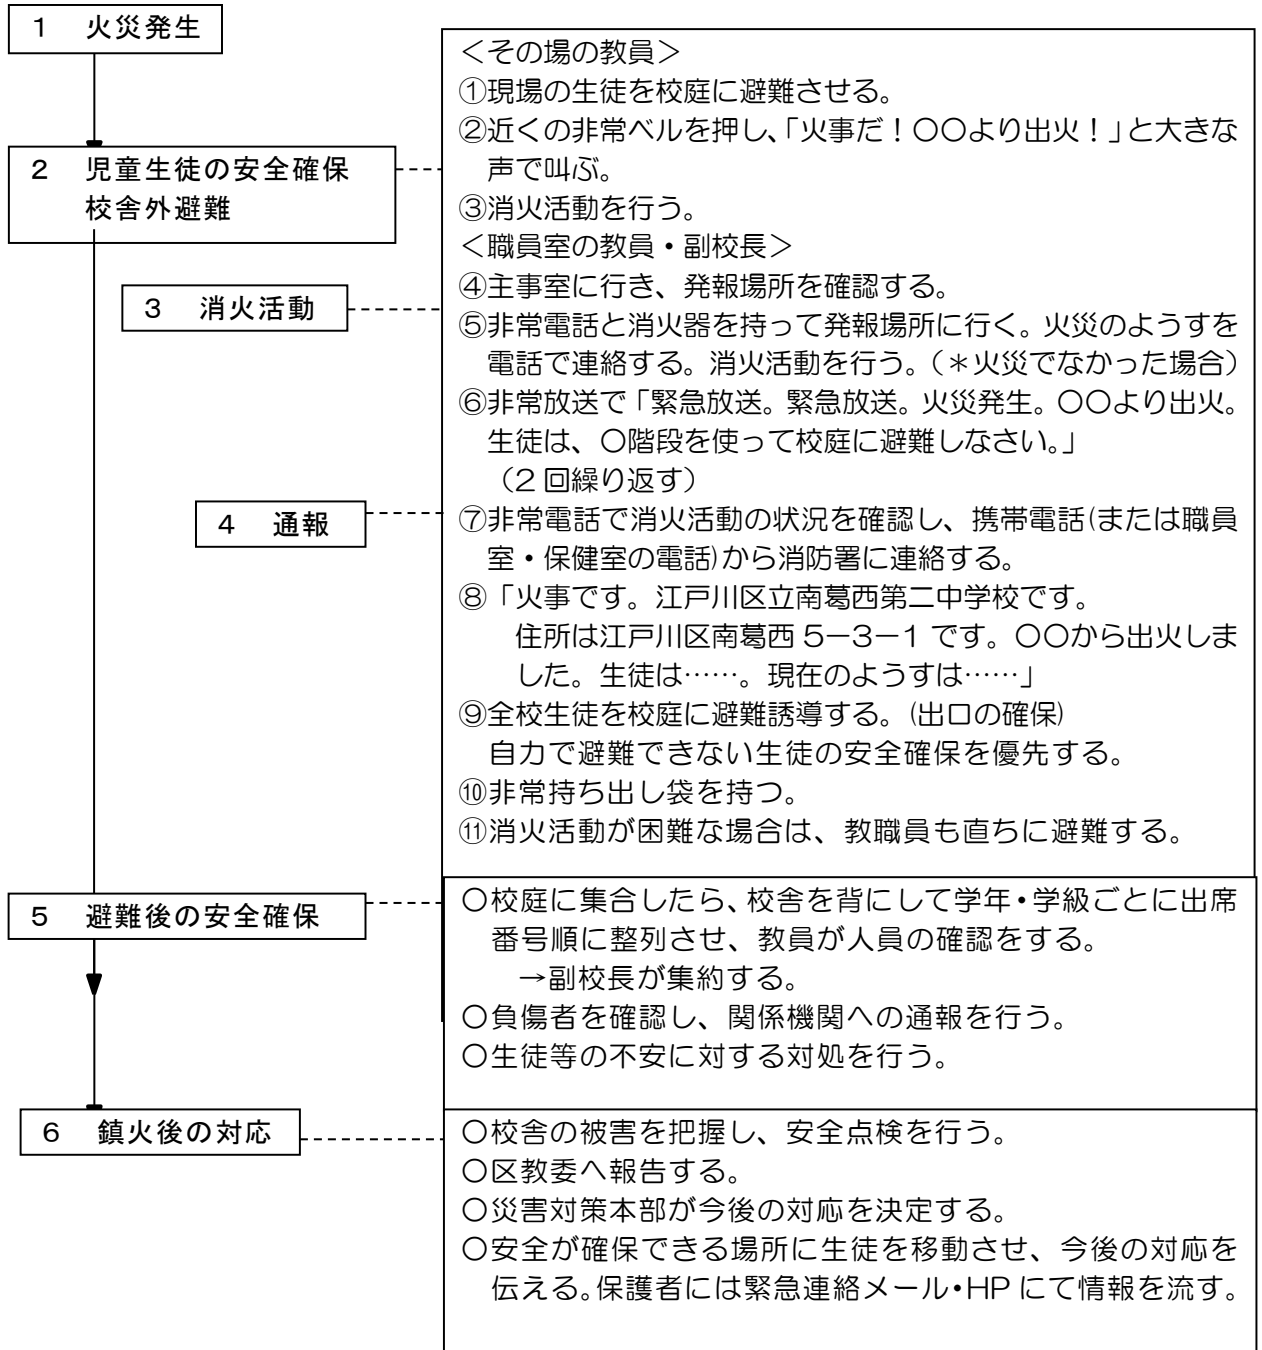 1 火災発生
2 児童生徒の安全確保
校舎外避難
3 消火活動
4 通報
5 避難後の安全確保
6 鎮火後の対応
＜その場の教員＞
①現場の生徒を校庭に避難させる。
②近くの非常ベルを押し、「火事だ！〇〇より出火！」と大きな
声で叫ぶ。
③消火活動を行う。
＜職員室の教員・副校長＞
④主事室に行き、発報場所を確認する。
⑤非常電話と消火器を持って発報場所に行く。火災のようすを
電話で連絡する。消火活動を行う。（＊火災でなかった場合）
⑥非常放送で「緊急放送。緊急放送。火災発生。〇〇より出火。
生徒は、〇階段を使って校庭に避難しなさい。」
（2回繰り返す）
⑦非常電話で消火活動の状況を確認し、携帯電話(または職員
室・保健室の電話)から消防署に連絡する。
⑧「火事です。江戸川区立南葛西第二中学校です。
住所は江戸川区南葛西5－3－1です。〇〇から出火しま
した。生徒は……。現在のようすは……」
⑨全校生徒を校庭に避難誘導する。(出口の確保)
自力で避難できない生徒の安全確保を優先する。
⑩非常持ち出し袋を持つ。
⑪消火活動が困難な場合は、教職員も直ちに避難する。
〇校庭に集合したら、校舎を背にして学年・学級ごとに出席
番号順に整列させ、教員が人員の確認をする。
→副校長が集約する。
〇負傷者を確認し、関係機関への通報を行う。
〇生徒等の不安に対する対処を行う。
〇校舎の被害を把握し、安全点検を行う。
〇区教委へ報告する。
〇災害対策本部が今後の対応を決定する。
〇安全が確保できる場所に生徒を移動させ、今後の対応を
伝える。保護者には緊急連絡メール・HPにて情報を流す。